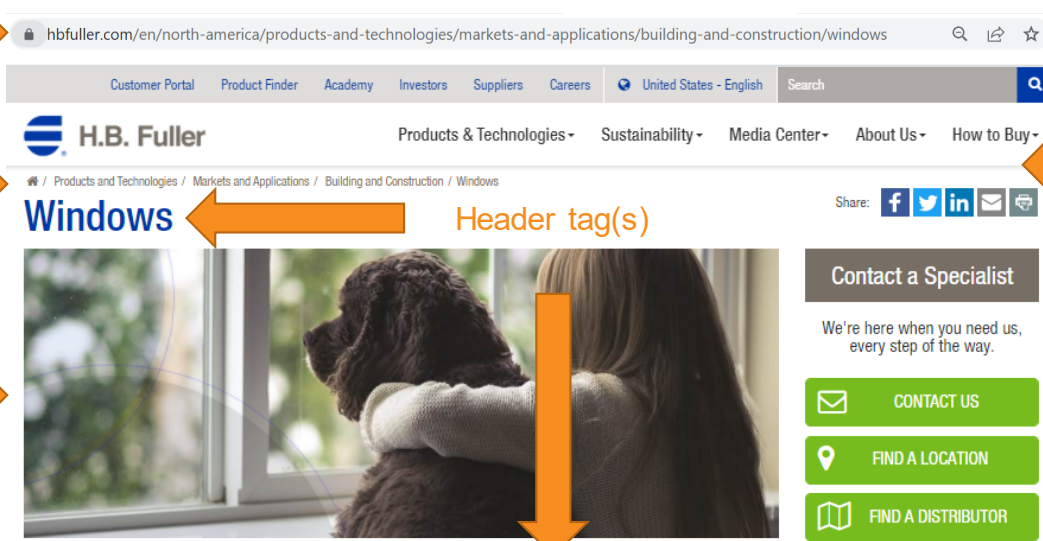 hbfuller.com/en/north-america/products-and-technologies/markets-and-applications/building-and-construction/windows
Customer Portal Product Finder Academy Investors Suppliers Careers United States - English Search
H.B. Fuller Products & Technologies Sustainability Media Center About Us How to Buy
/ Products and Technologies / Markets and Applications / Building and Construction / Windows
Windows
Header tag(s)
Share:
Contact a Specialist
We're here when you need us,
every step of the way.
CONTACT US
FIND A LOCATION
FIND A DISTRIBUTOR